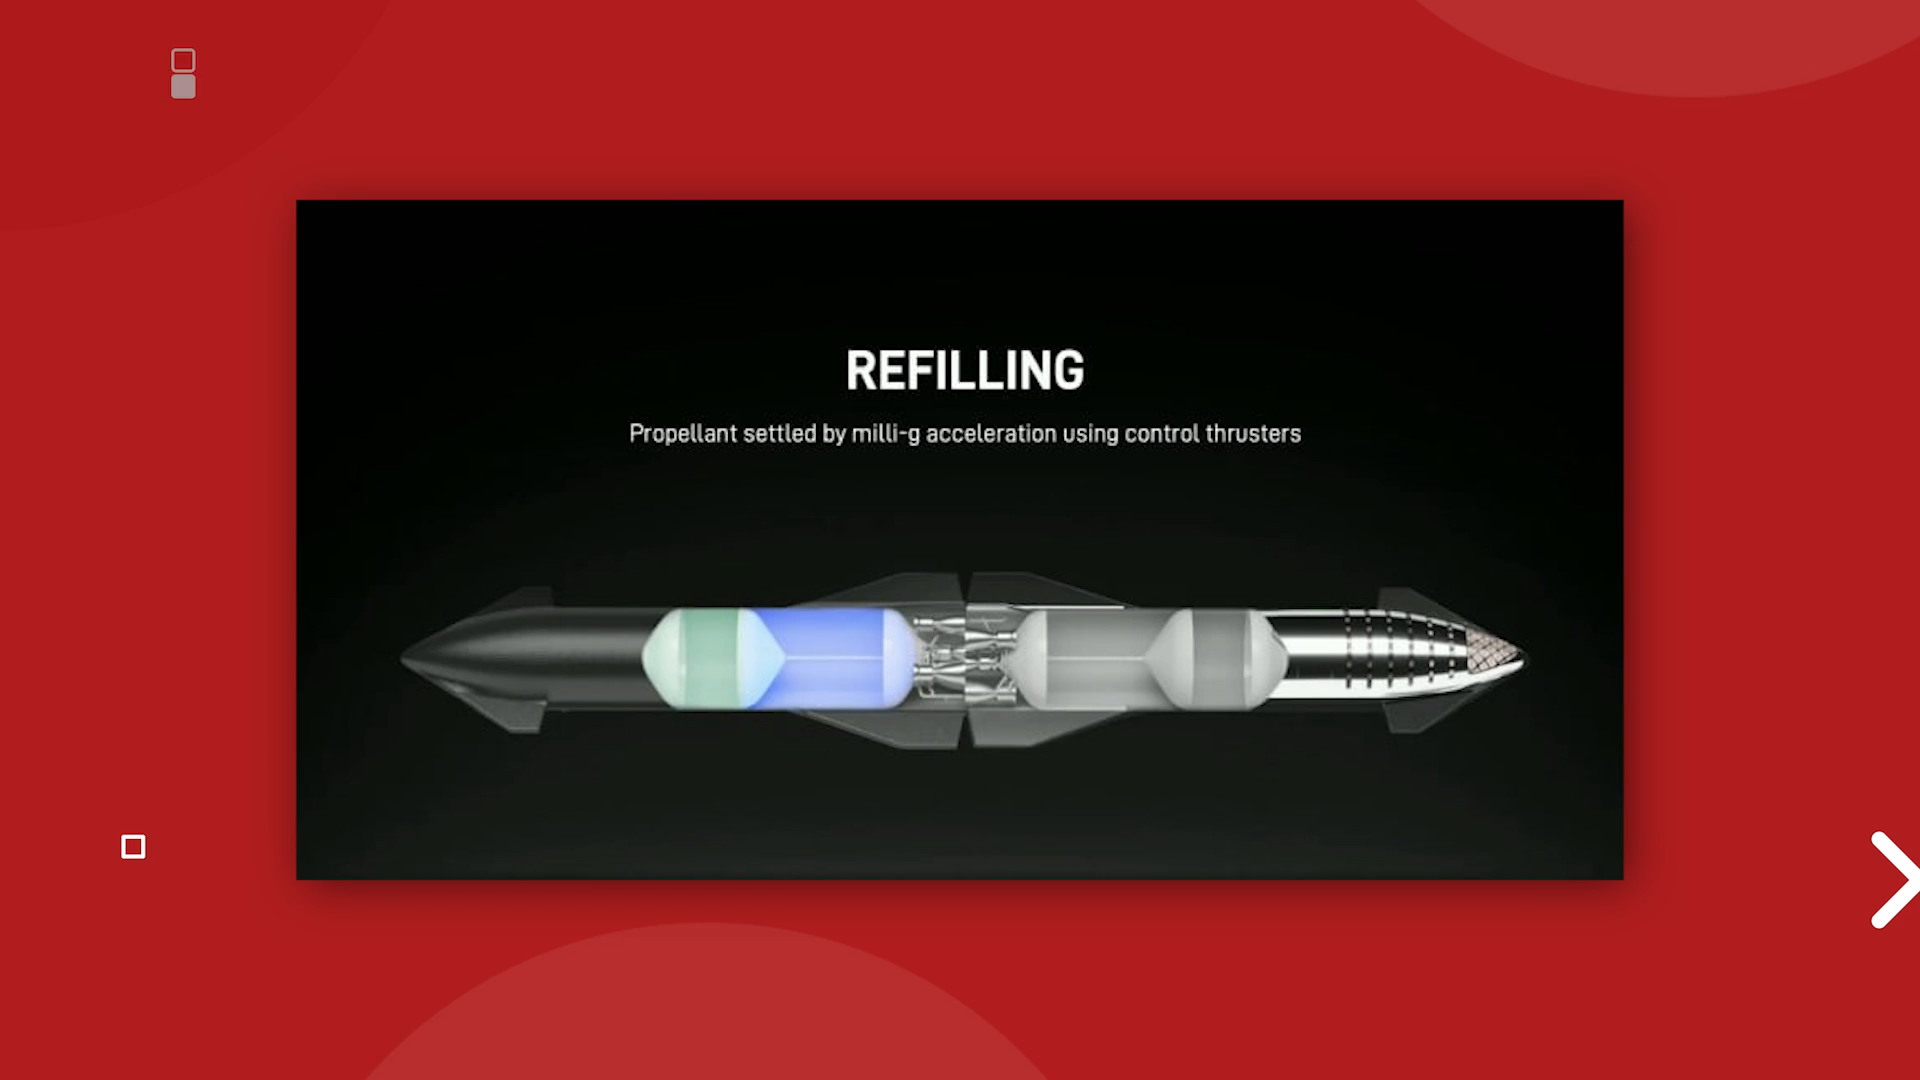 REFILLING
Propellant settled by milli-g acceleration using control thrusters